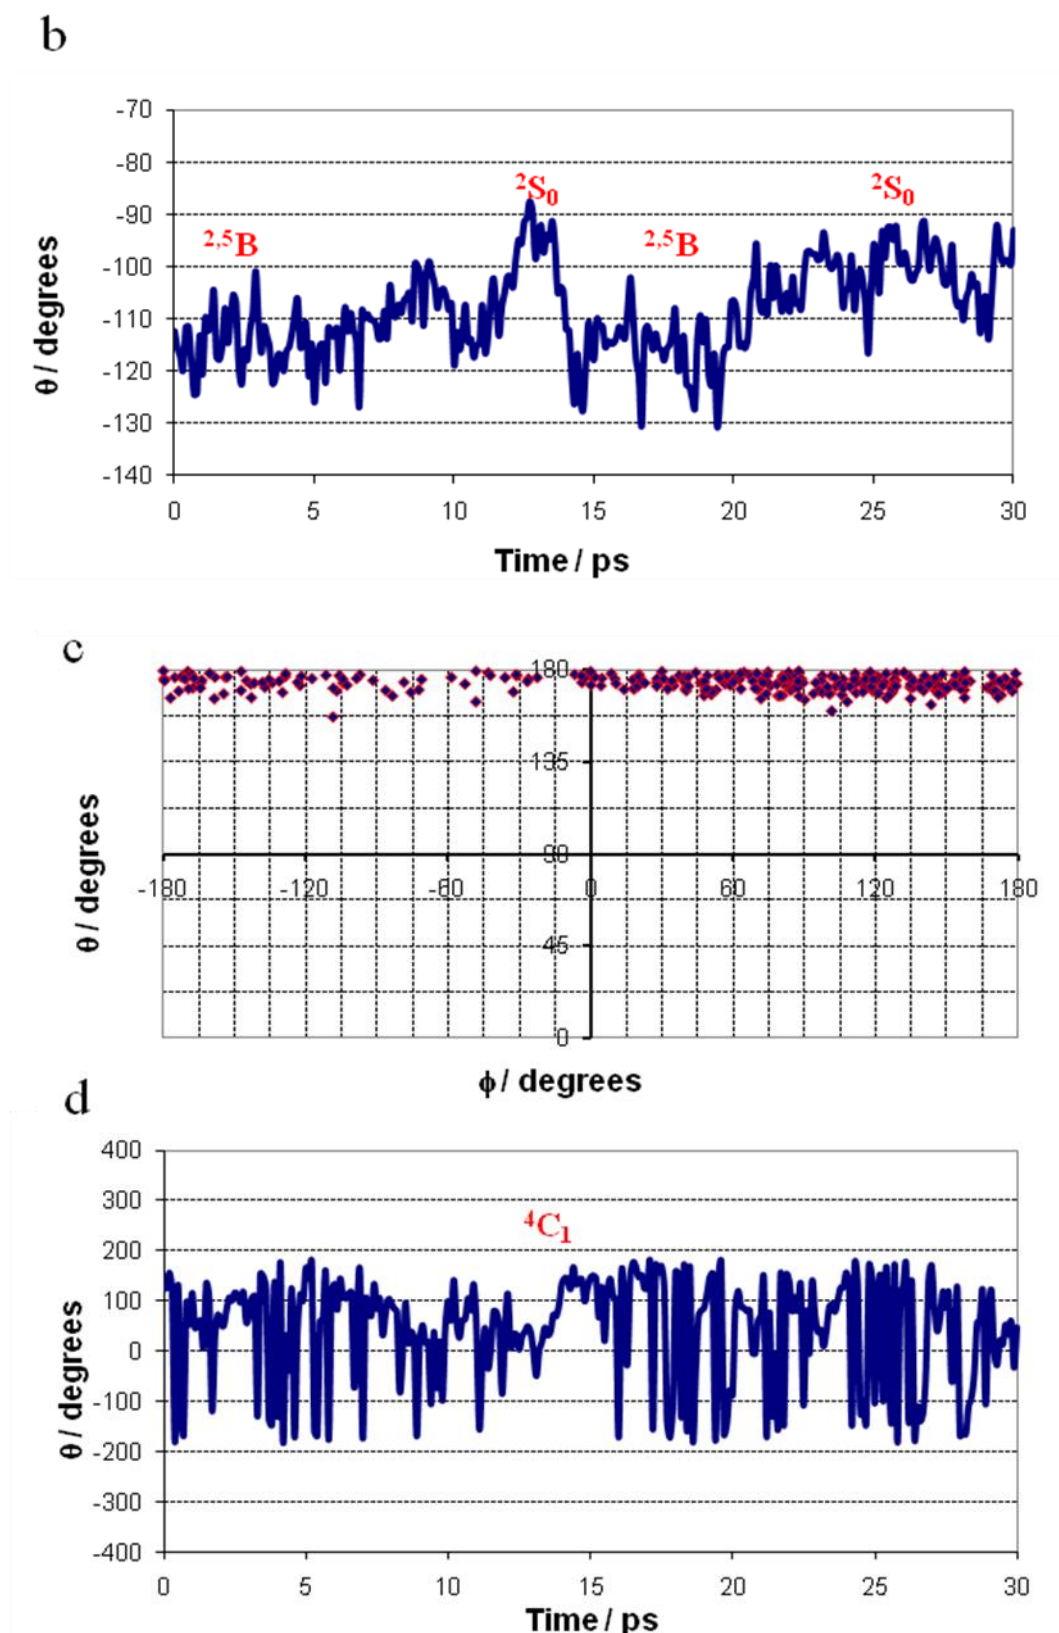 b
-70
-80
-90
-100
-110
-120
-130
-140
θ / degrees
2,5B
2S0
2,5B
2S0
0 5 10 15 20 25 30
Time / ps
c
180
135
90
-180 -120 -60 0 60 120 180
45
0
θ / degrees
ϕ / degrees
d
400
300
200
100
0
-100
-200
-300
-400
θ / degrees
4C1
0 5 10 15 20 25 30
Time / ps